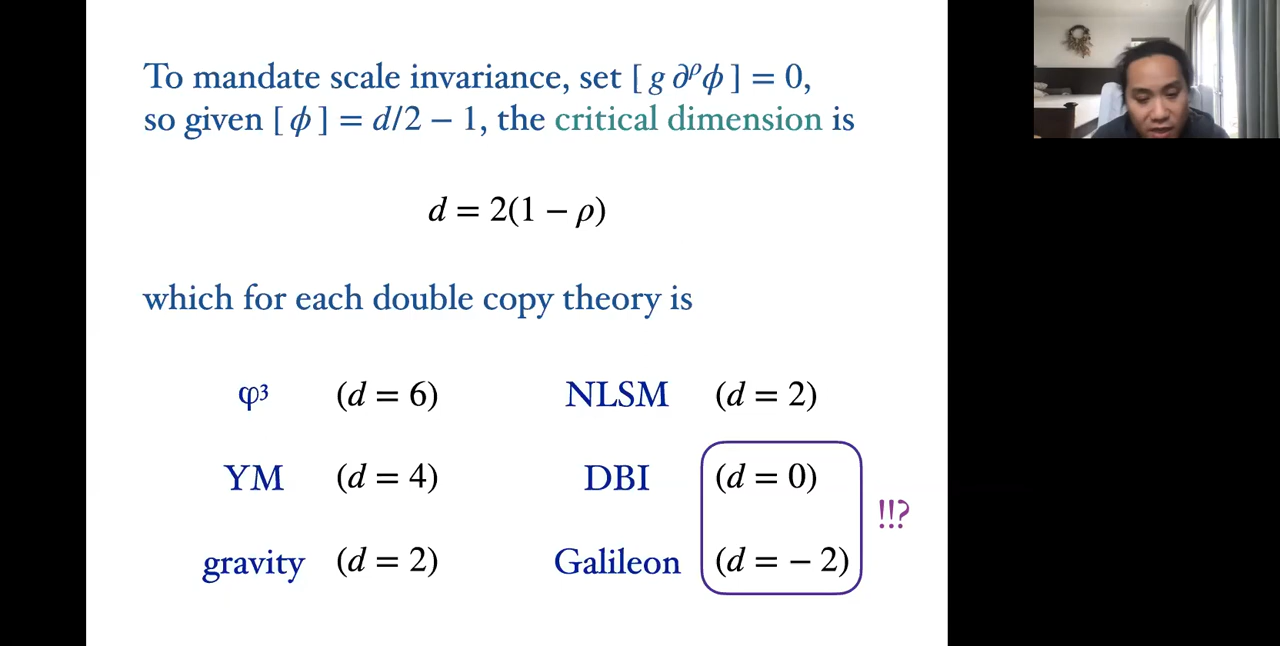 To mandate scale invariance, set [ g ∂ᵖϕ ] = 0,
so given [ ϕ ] = d/2 − 1, the critical dimension is
d = 2(1 − ρ)
which for each double copy theory is
φ³ (d = 6) NLSM (d = 2)
YM (d = 4) DBI (d = 0)
!!?
gravity (d = 2) Galileon (d = − 2)